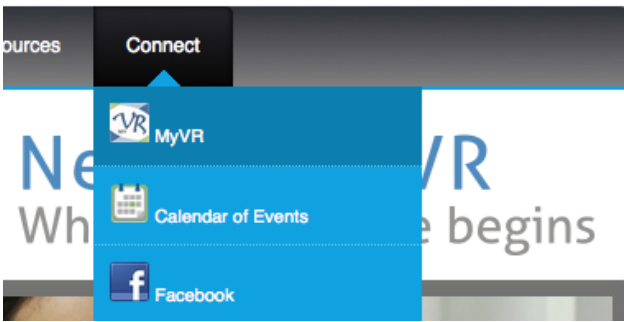 ources Connect
VR MyVR
Ne VR
Calendar of Events
Wh e begins
f Facebook